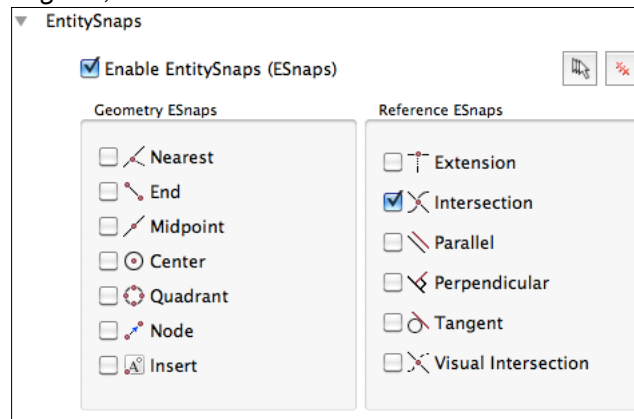 EntitySnaps
Enable EntitySnaps (ESnaps)
Geometry ESnaps
Nearest
End
Midpoint
Center
Quadrant
Node
Insert
Reference ESnaps
Extension
Intersection
Parallel
Perpendicular
Tangent
Visual Intersection